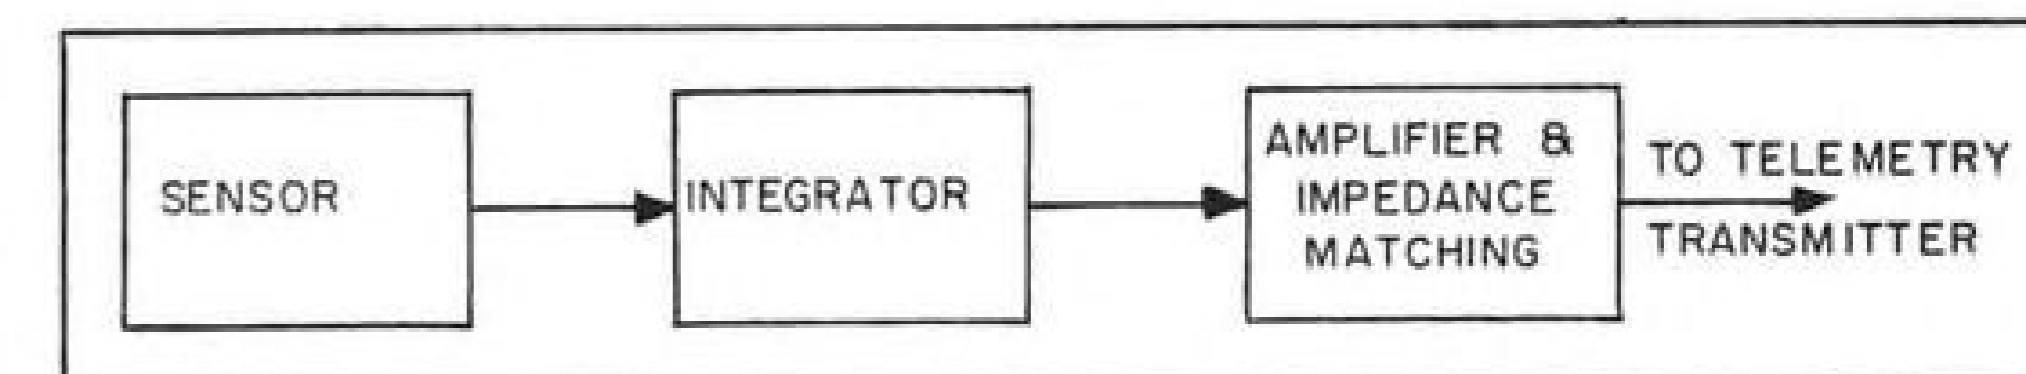 SENSOR
INTEGRATOR
AMPLIFIER &
IMPEDANCE
MATCHING
TO TELEMETRY
TRANSMITTER